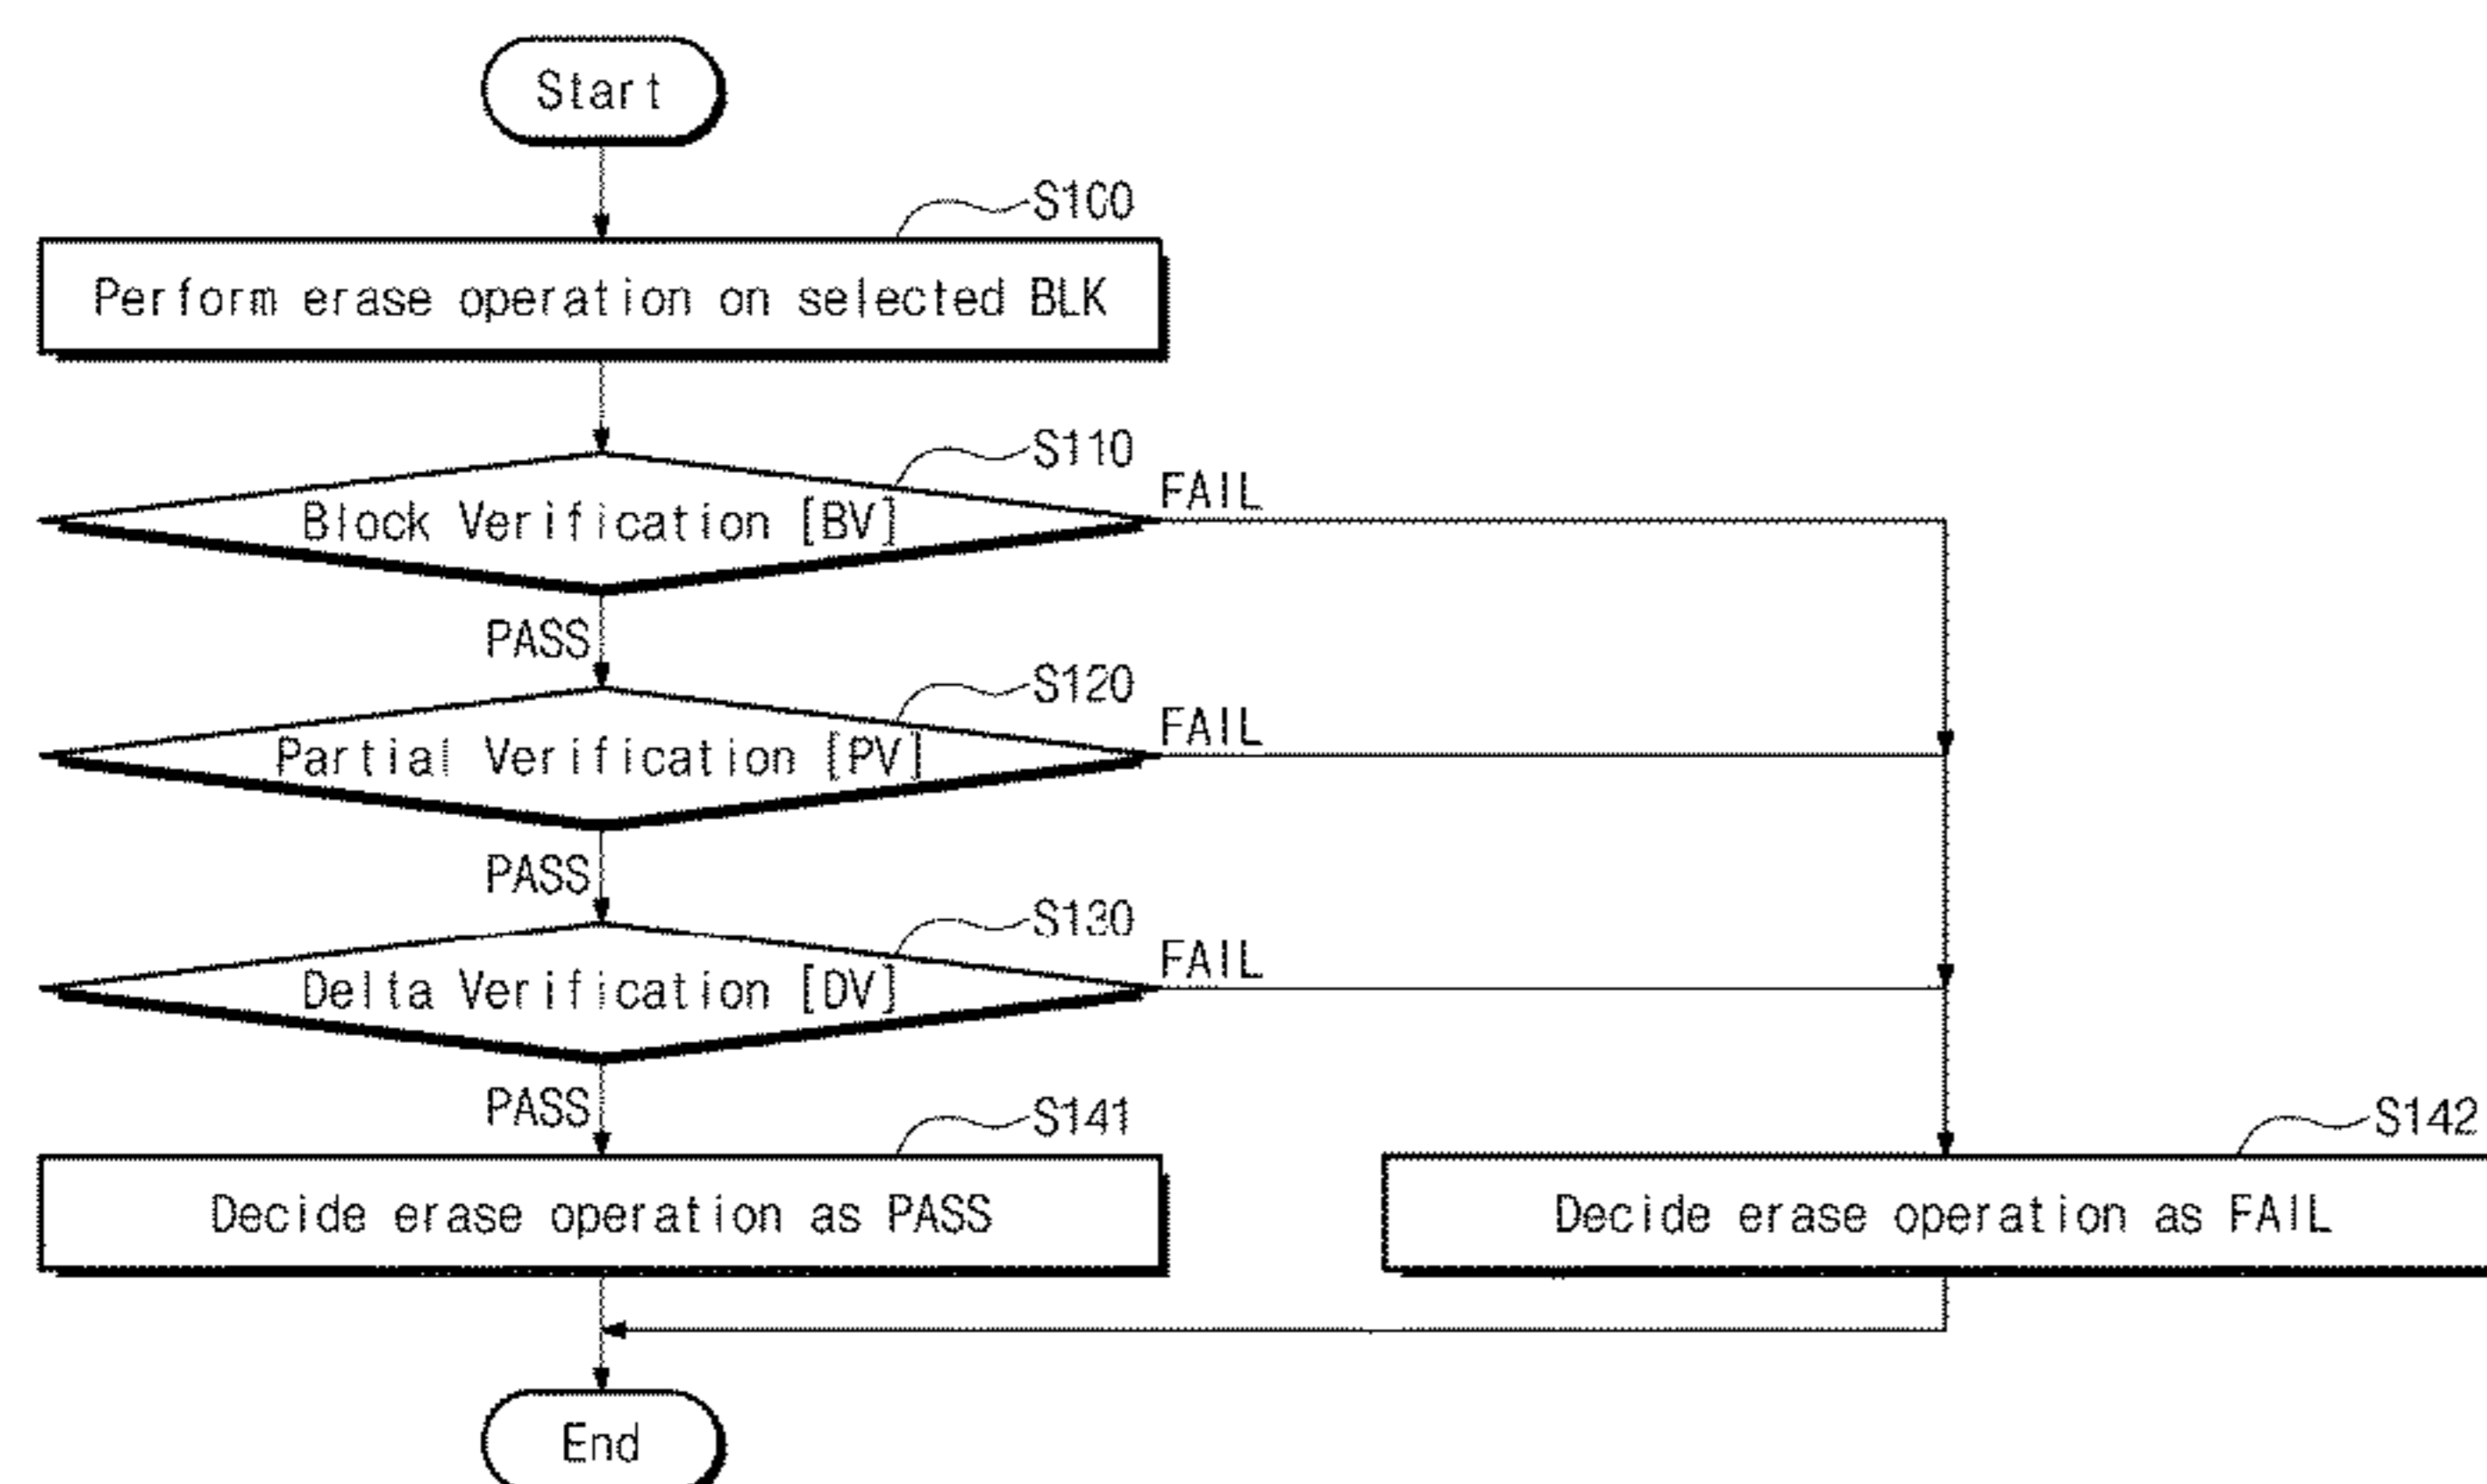 Start
S100
Perform erase operation on selected BLK
S110
Block Verification [BV]
FAIL
PASS
S120
Partial Verification [PV]
FAIL
PASS
S130
Delta Verification [DV]
FAIL
PASS
S141
S142
Decide erase operation as PASS
Decide erase operation as FAIL
End